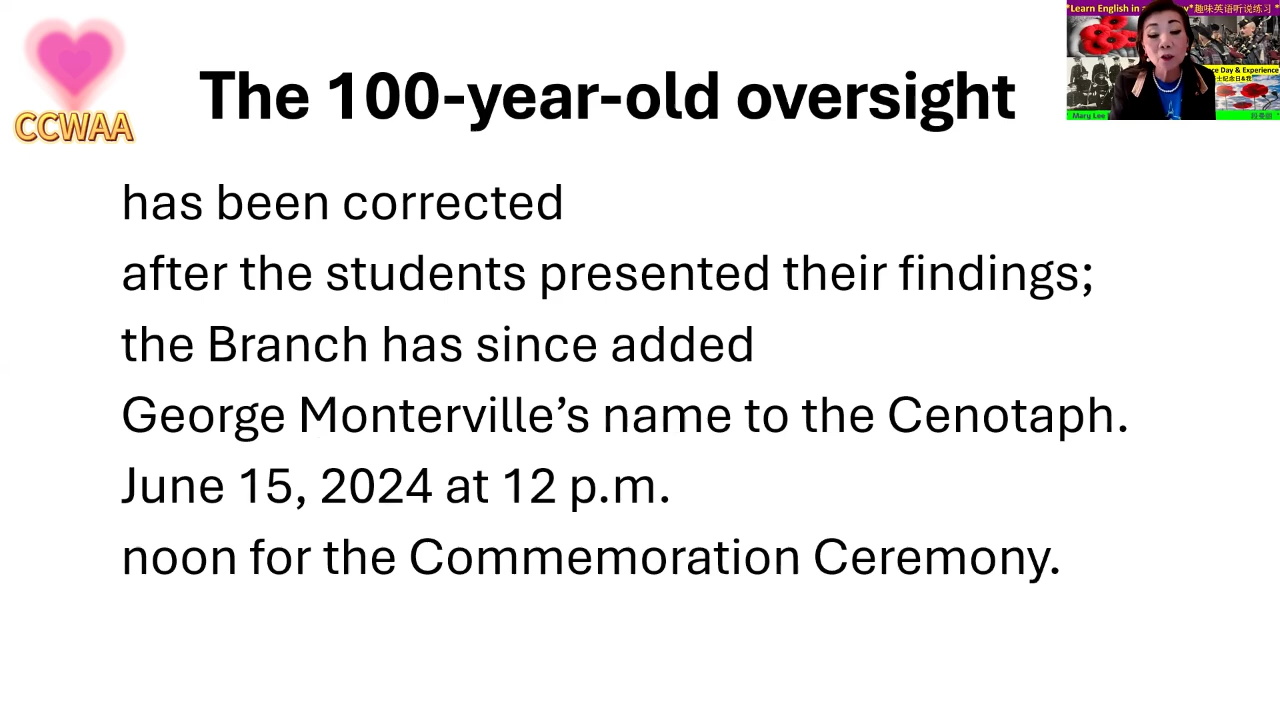 CCWAA
The 100-year-old oversight
has been corrected
after the students presented their findings;
the Branch has since added
George Monterville's name to the Cenotaph.
June 15, 2024 at 12 p.m.
noon for the Commemoration Ceremony.
*Learn English in a
*趣味英语听说练习 *
Day & Experience
Mary Lee